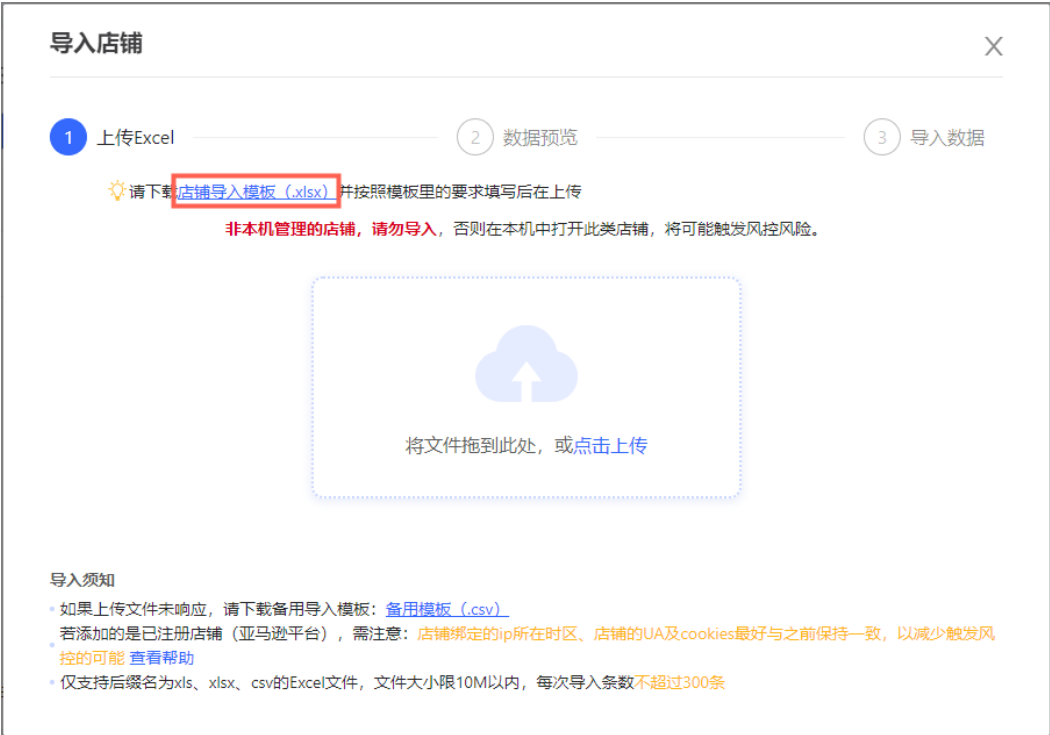 导入店铺
X
1 上传Excel 2 数据预览 3 导入数据
请下载店铺导入模板（.xlsx）并按照模板里的要求填写后在上传
非本机管理的店铺，请勿导入，否则在本机中打开此类店铺，将可能触发风控风险。
将文件拖到此处，或点击上传
导入须知
如果上传文件未响应，请下载备用导入模板：备用模板（.csv）
若添加的是已注册店铺（亚马逊平台），需注意：店铺绑定的ip所在时区、店铺的UA及cookies最好与之前保持一致，以减少触发风
控的可能 查看帮助
仅支持后缀名为xls、xlsx、csv的Excel文件，文件大小限10M以内，每次导入条数不超过300条